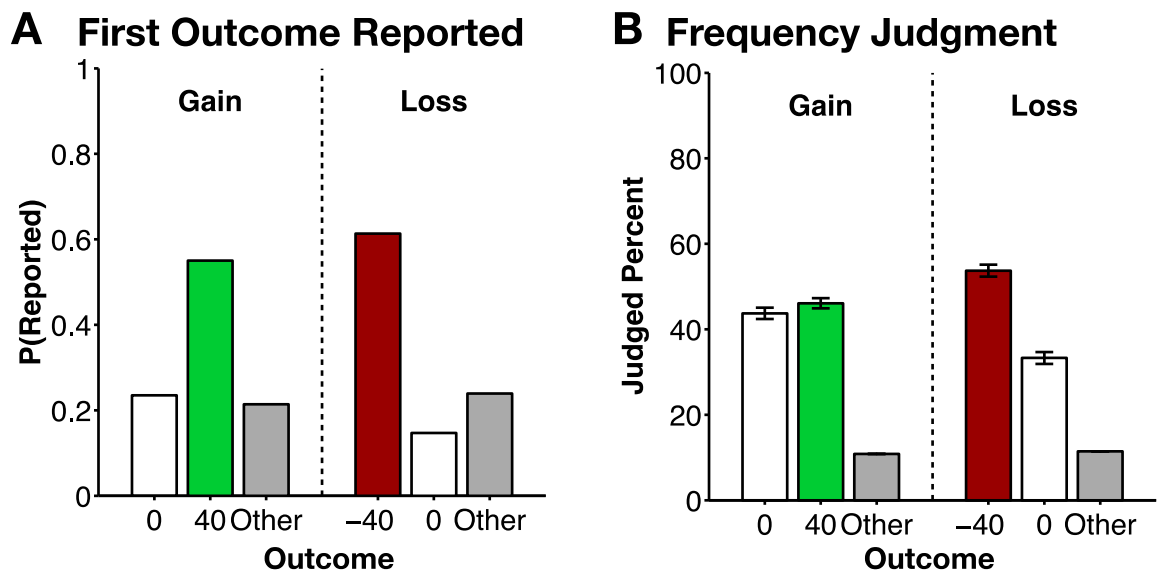 A First Outcome Reported
1
0.8
0.6
0.4
0.2
0
P(Reported)
Gain Loss
0 40 Other −40 0 Other
Outcome
B Frequency Judgment
100
80
60
40
20
0
Judged Percent
Gain Loss
0 40 Other −40 0 Other
Outcome